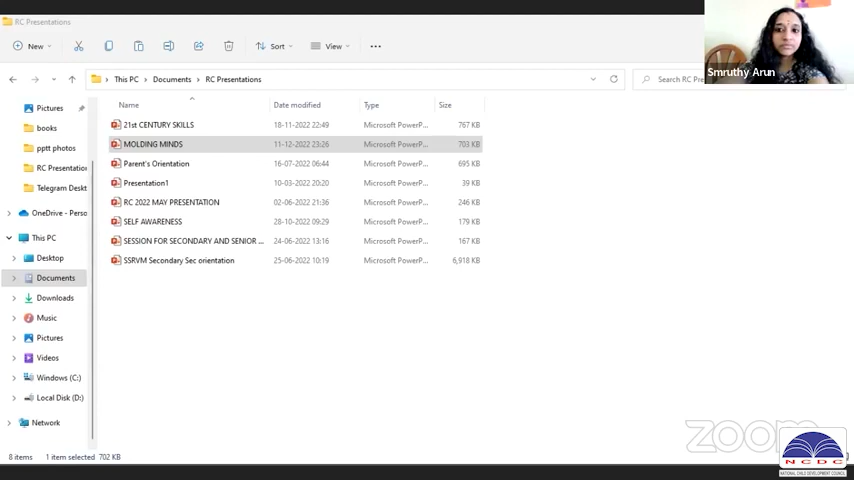 RC Presentations
New
Sort
View
This PC > Documents > RC Presentations
Search RC Pre
Smruthy Arun
Name Date modified Type Size
Pictures
books
pptt photos
RC Presentation
Telegram Deskt
OneDrive - Perso
This PC
Desktop
Documents
Downloads
Music
Pictures
Videos
Windows (C:)
Local Disk (D:)
Network
21st CENTURY SKILLS 18-11-2022 22:49 Microsoft PowerP... 767 KB
MOLDING MINDS 11-12-2022 23:26 Microsoft PowerP... 703 KB
Parent's Orientation 16-07-2022 06:44 Microsoft PowerP... 695 KB
Presentation1 10-03-2022 20:20 Microsoft PowerP... 39 KB
RC 2022 MAY PRESENTATION 02-06-2022 21:36 Microsoft PowerP... 246 KB
SELF AWARENESS 28-10-2022 09:29 Microsoft PowerP... 179 KB
SESSION FOR SECONDARY AND SENIOR ... 24-06-2022 13:16 Microsoft PowerP... 167 KB
SSRVM Secondary Sec orientation 25-06-2022 10:19 Microsoft PowerP... 6,918 KB
8 items 1 item selected 702 KB
zoom
NCDC
NATIONAL CHILD DEVELOPMENT COUNCIL